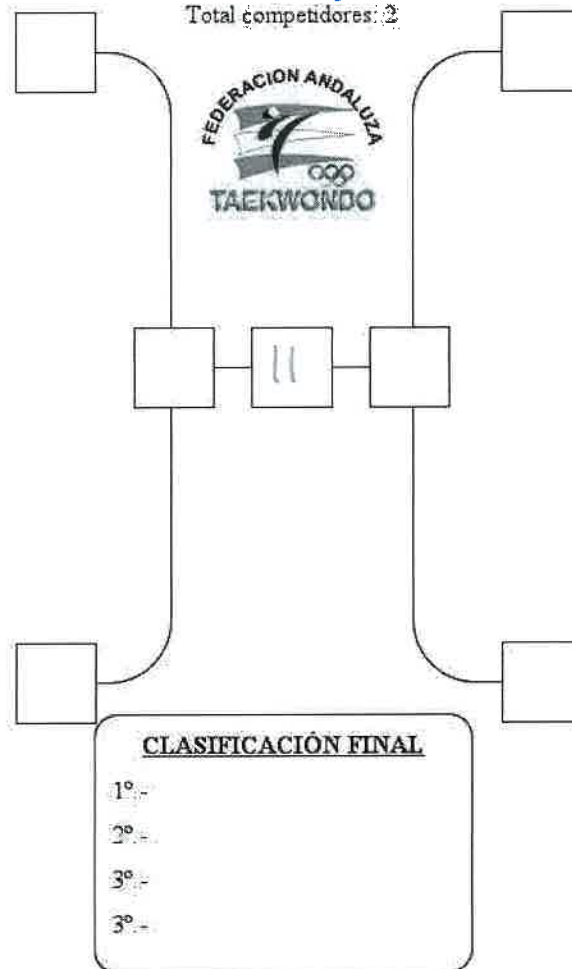 Total competidores: 2
FEDERACION ANDALUZA
TAEKWONDO
11
CLASIFICACIÓN FINAL
1º.-
2º.-
3º.-
3º.-